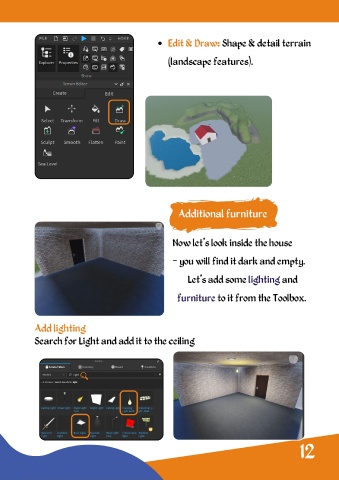 FILE
Explorer
Properties
Show
Terrain Editor
Create
Edit
Select
Transform
Fill
Draw
Sculpt
Smooth
Flatten
Paint
Sea Level
• Edit & Draw: Shape & detail terrain
(landscape features).
Additional furniture
Now let's look inside the house
- you will find it dark and empty.
Let's add some lighting and
furniture to it from the Toolbox.
Add lighting
Search for Light and add it to the ceiling
12